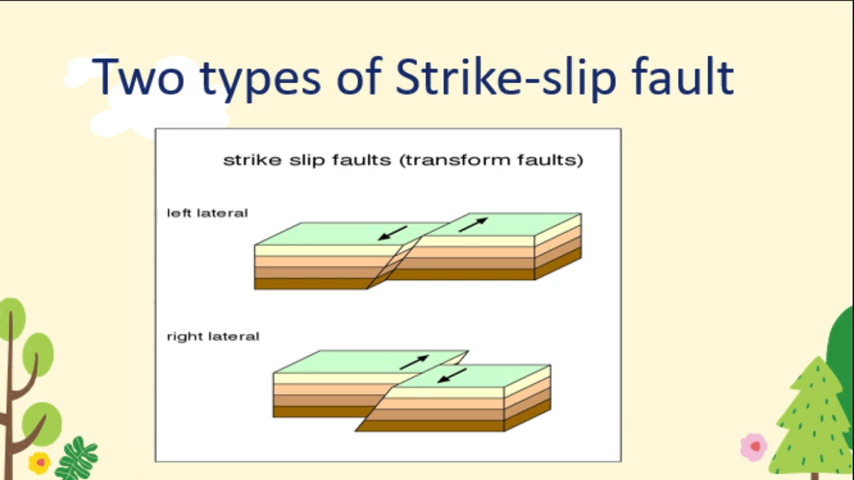 Two types of Strike-slip fault
strike slip faults (transform faults)
left lateral
right lateral